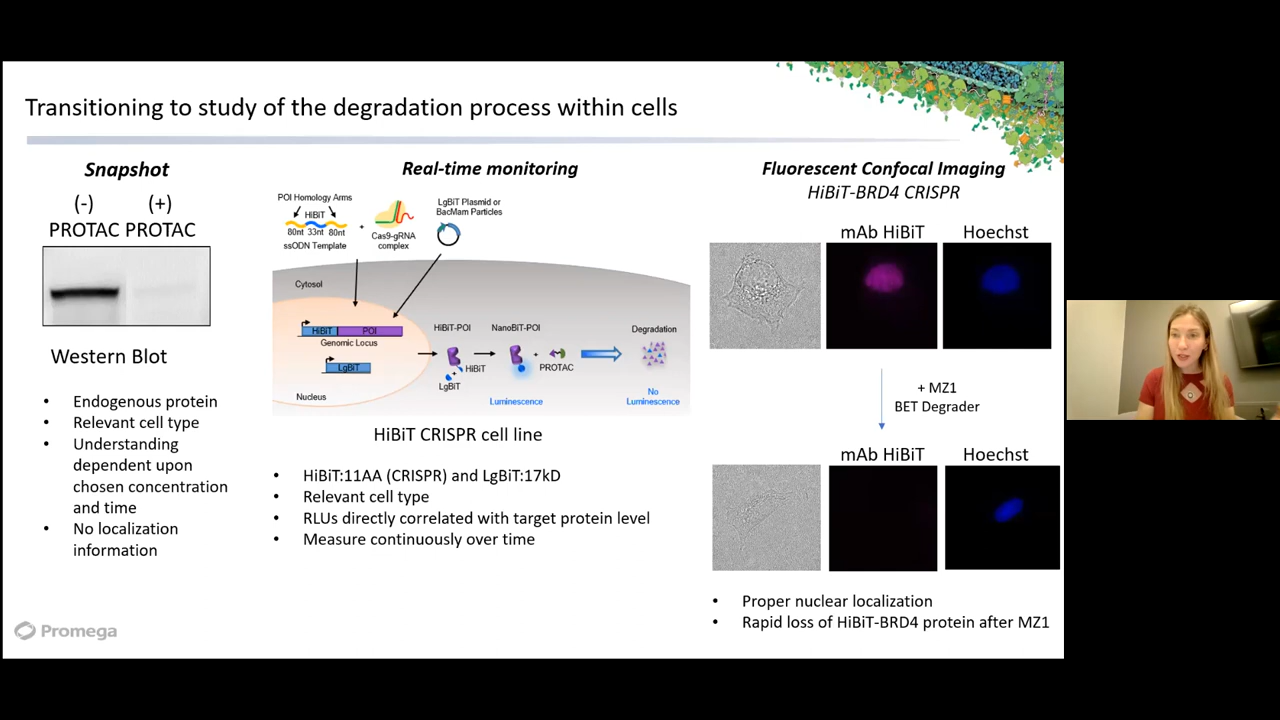 Transitioning to study of the degradation process within cells
Snapshot
(-) (+)
PROTAC PROTAC
Western Blot
• Endogenous protein
• Relevant cell type
• Understanding
dependent upon
chosen concentration
and time
• No localization
information
Real-time monitoring
POI Homology Arms
HiBiT
80nt 33nt 80nt
ssODN Template
+
Cas9-gRNA
complex
LgBiT Plasmid or
BacMam Particles
Cytosol
HiBiT POI
Genomic Locus
LgBiT
Nucleus
HiBiT-POI
HiBiT
+
LgBiT
NanoBiT-POI
+
PROTAC
Luminescence
Degradation
No
Luminescence
HiBiT CRISPR cell line
• HiBiT:11AA (CRISPR) and LgBiT:17kD
• Relevant cell type
• RLUs directly correlated with target protein level
• Measure continuously over time
Fluorescent Confocal Imaging
HiBiT-BRD4 CRISPR
mAb HiBiT Hoechst
+ MZ1
BET Degrader
mAb HiBiT Hoechst
• Proper nuclear localization
• Rapid loss of HiBiT-BRD4 protein after MZ1
Promega